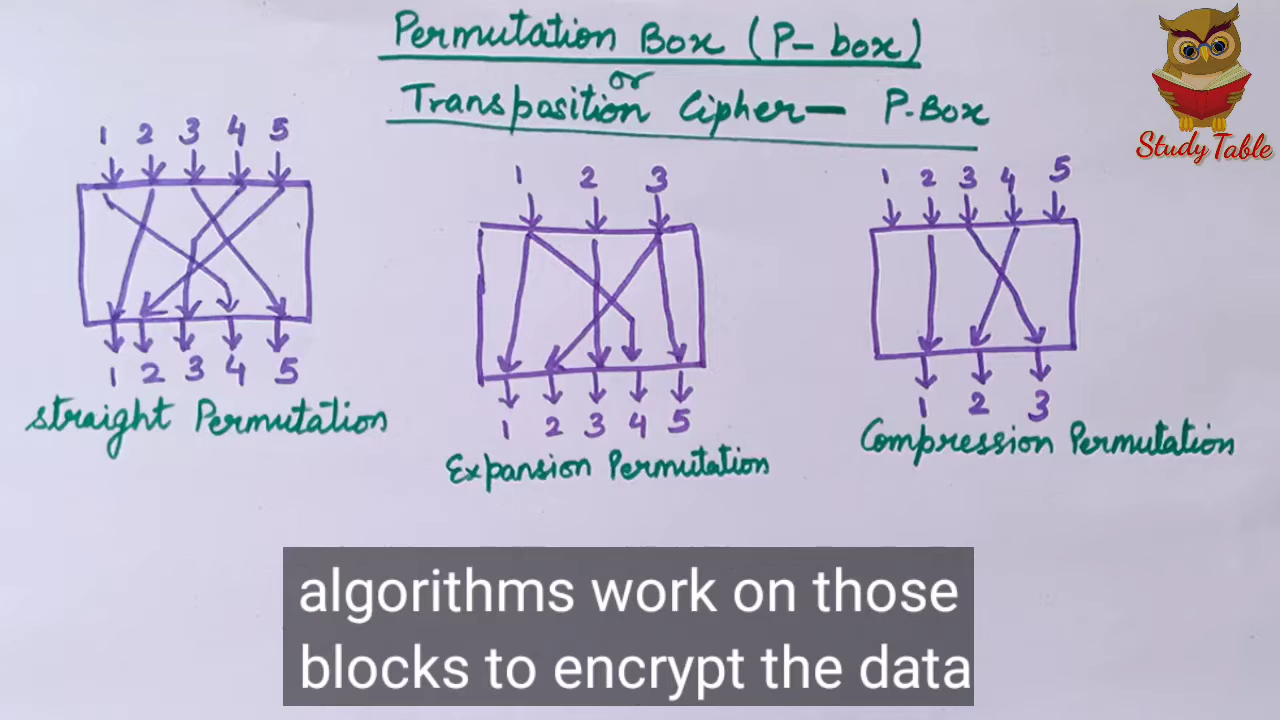 Permutation Box (P- box)
or
Transposition Cipher— P-Box
Study Table
1 2 3 4 5
1 2 3 4 5
Straight Permutation
1 2 3
1 2 3 4 5
Expansion Permutation
1 2 3 4 5
1 2 3
Compression Permutation
algorithms work on those
blocks to encrypt the data